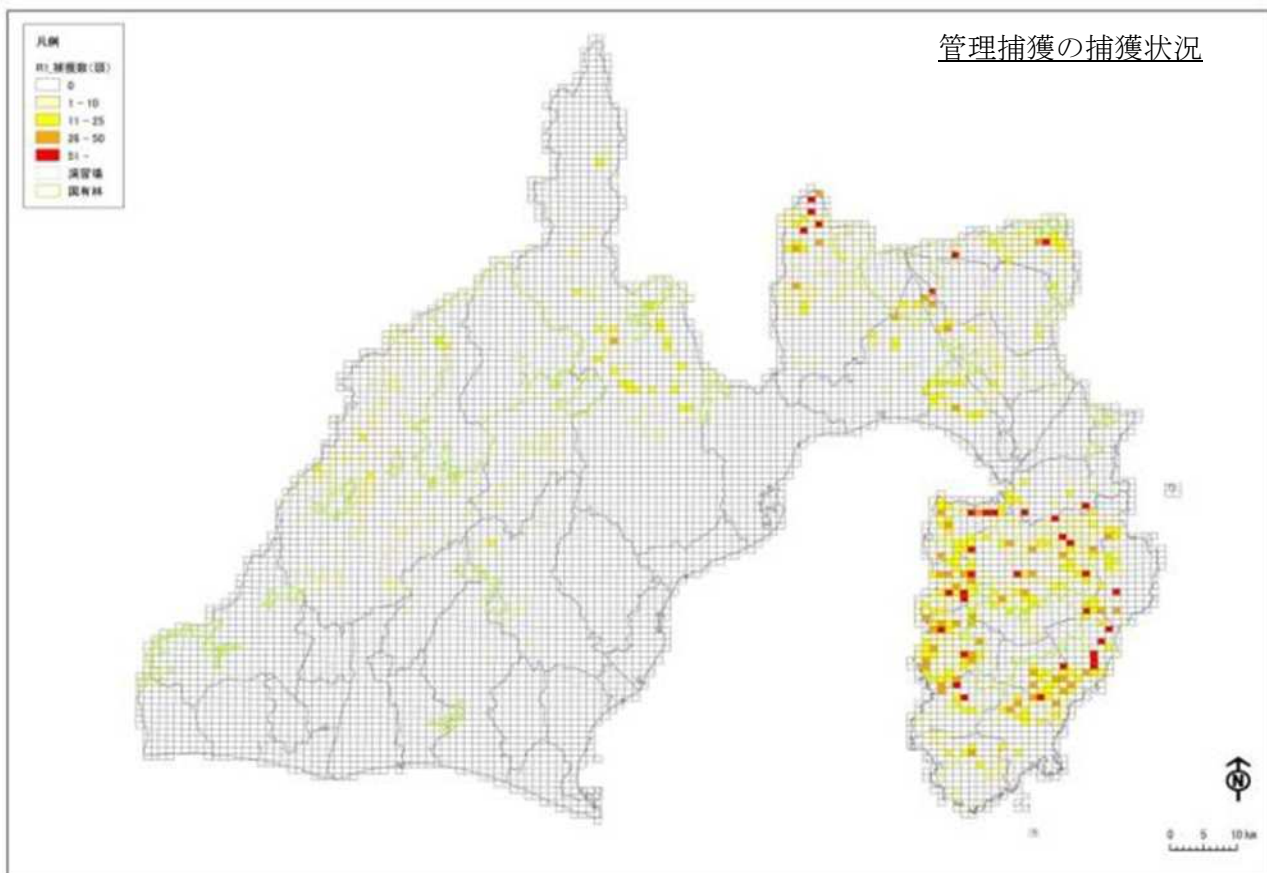 管理捕獲の捕獲状況
凡例
R1_捕獲数(頭)
0
1 - 10
11 - 25
26 - 50
51 -
演習場
国有林
N
0 5 10 km